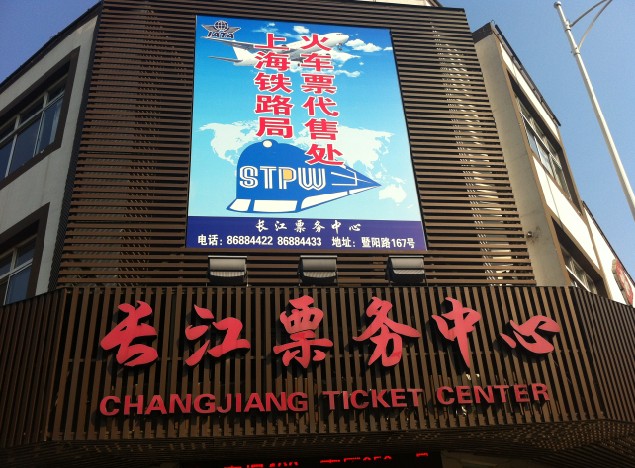 IATA
上海铁路局
火车票代售处
STPW
长江票务中心
电话：86884422 86884433 地址：暨阳路167号
长江票务中心
CHANGJIANG TICKET CENTER